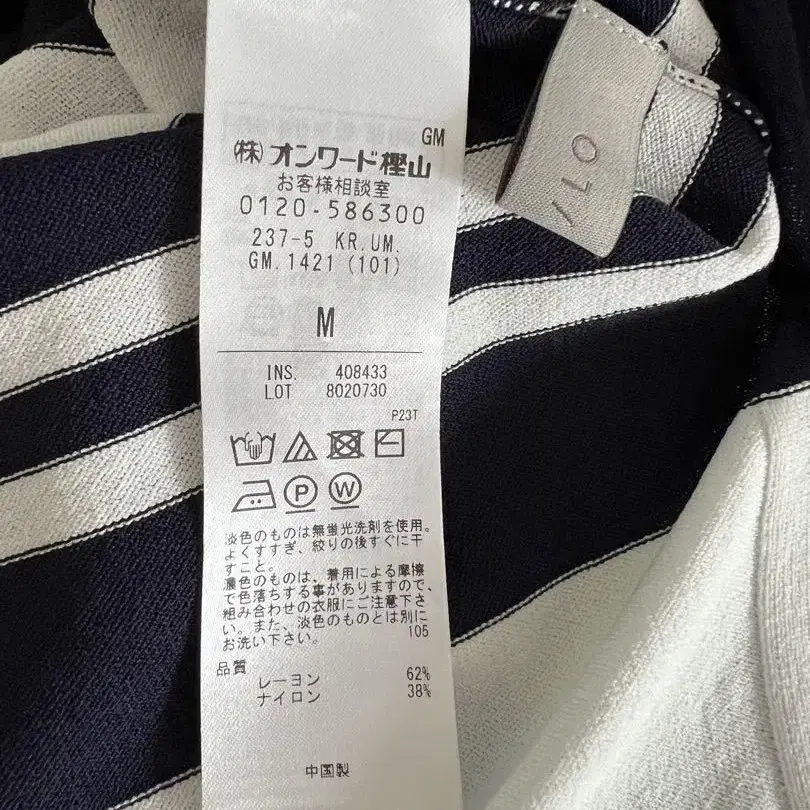 GM
㈱オンワード樫山
お客様相談室
0120-586300
237-5 KR.UM.
GM.1421(101)
M
INS. 408433
LOT 8020730
P23T
P
W
淡色のものは無蛍光洗剤を使用。
よくすすぎ、絞りの後すぐに干
すこと。
濃色のものは、着用による摩擦
で色落ちする事がありますので、
組み合わせの衣服にご注意下さ
い。また、淡色のものとは別に
お洗い下さい。 105
品質
レーヨン 62%
ナイロン 38%
中国製
/LO